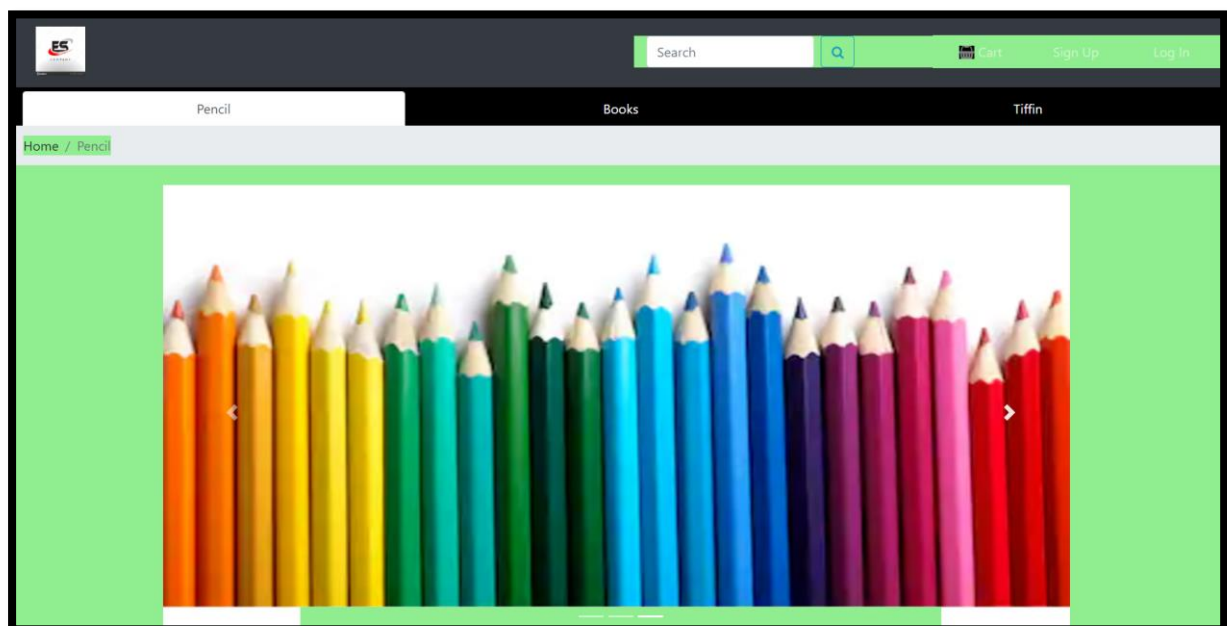 ES
Search
Cart Sign Up Log In
Pencil Books Tiffin
Home / Pencil